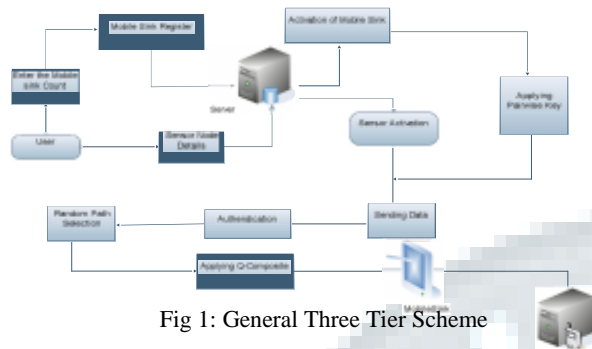 Mobile Sink Register
Activation of Mobile Sink
Enter the Mobile
sink Count
Server
Applying
Pairwise Key
Sensor Activation
User
Sensor Node
Details
Random Path
Selection
Authentication
Sending Data
Applying Q-Composite
Fig 1: General Three Tier Scheme